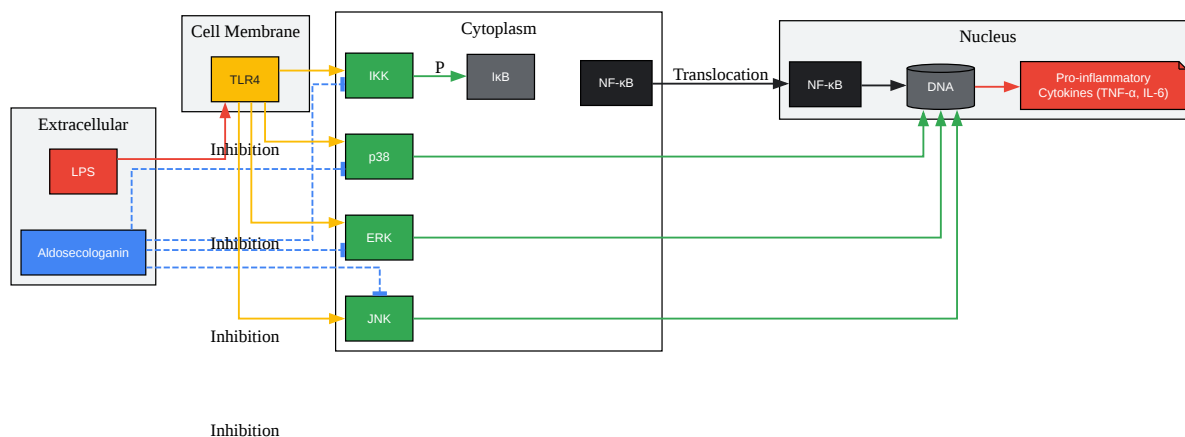 Cell Membrane
TLR4
Extracellular
LPS
Aldosecologanin
Inhibition
Inhibition
Inhibition
Inhibition
Cytoplasm
IKK
P
IκB
NF-κB
p38
ERK
JNK
Translocation
Nucleus
NF-κB
DNA
Pro-inflammatory
Cytokines (TNF-α, IL-6)